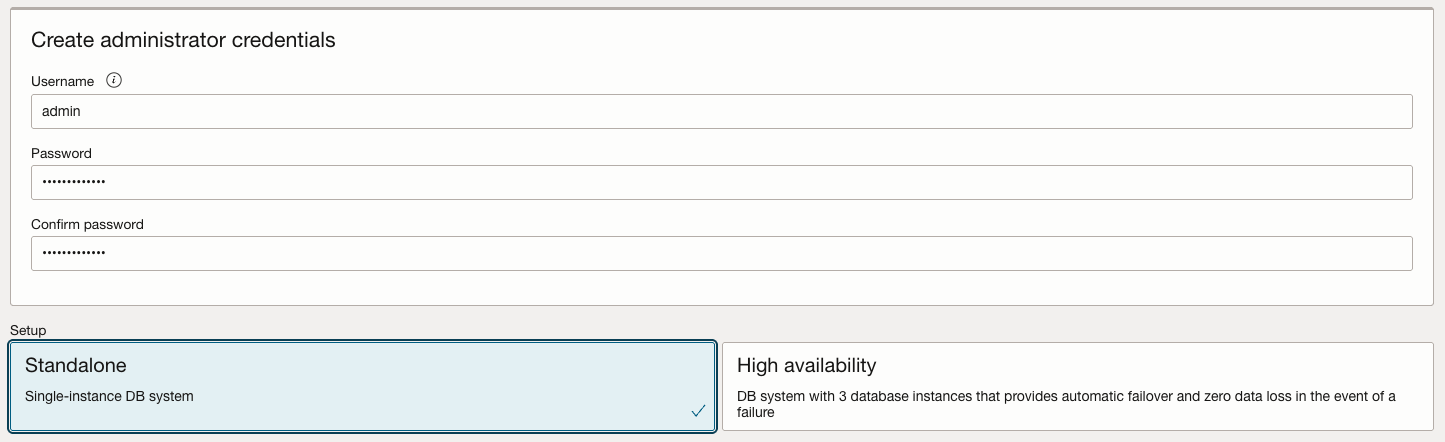 Create administrator credentials
Username
admin
Password
•••••••••••••
Confirm password
•••••••••••••
Setup
Standalone
Single-instance DB system
High availability
DB system with 3 database instances that provides automatic failover and zero data loss in the event of a
failure